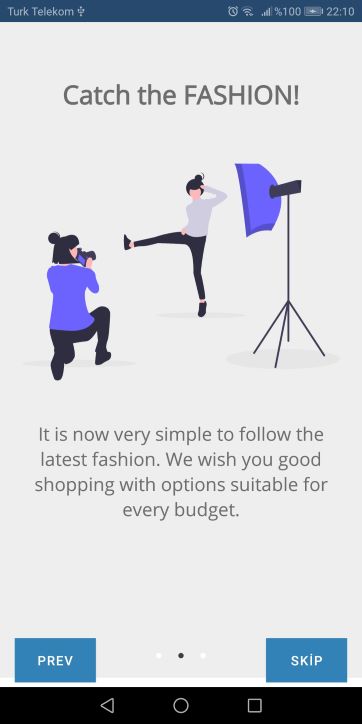 Turk Telekom %100 22:10
Catch the FASHION!
It is now very simple to follow the
latest fashion. We wish you good
shopping with options suitable for
every budget.
PREV SKİP